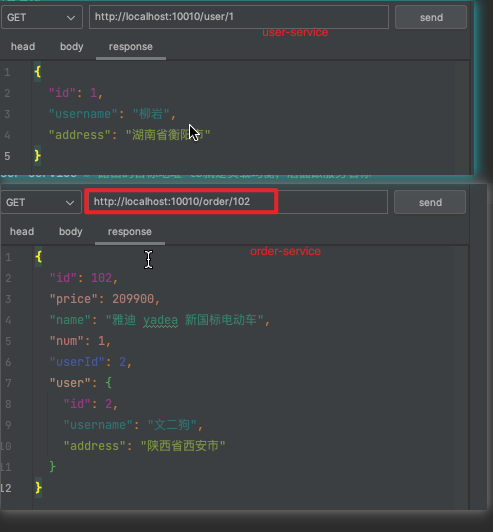 GET http://localhost:10010/user/1 send
user-service
head body response
1 {
2 "id": 1,
3 "username": "柳岩",
4 "address": "湖南省衡阳市"
5 }
GET http://localhost:10010/order/102 send
head body response
order-service
1 {
2 "id": 102,
3 "price": 209900,
4 "name": "雅迪 yadea 新国标电动车",
5 "num": 1,
6 "userId": 2,
7 "user": {
8 "id": 2,
9 "username": "文二狗",
10 "address": "陕西省西安市"
11 }
12 }